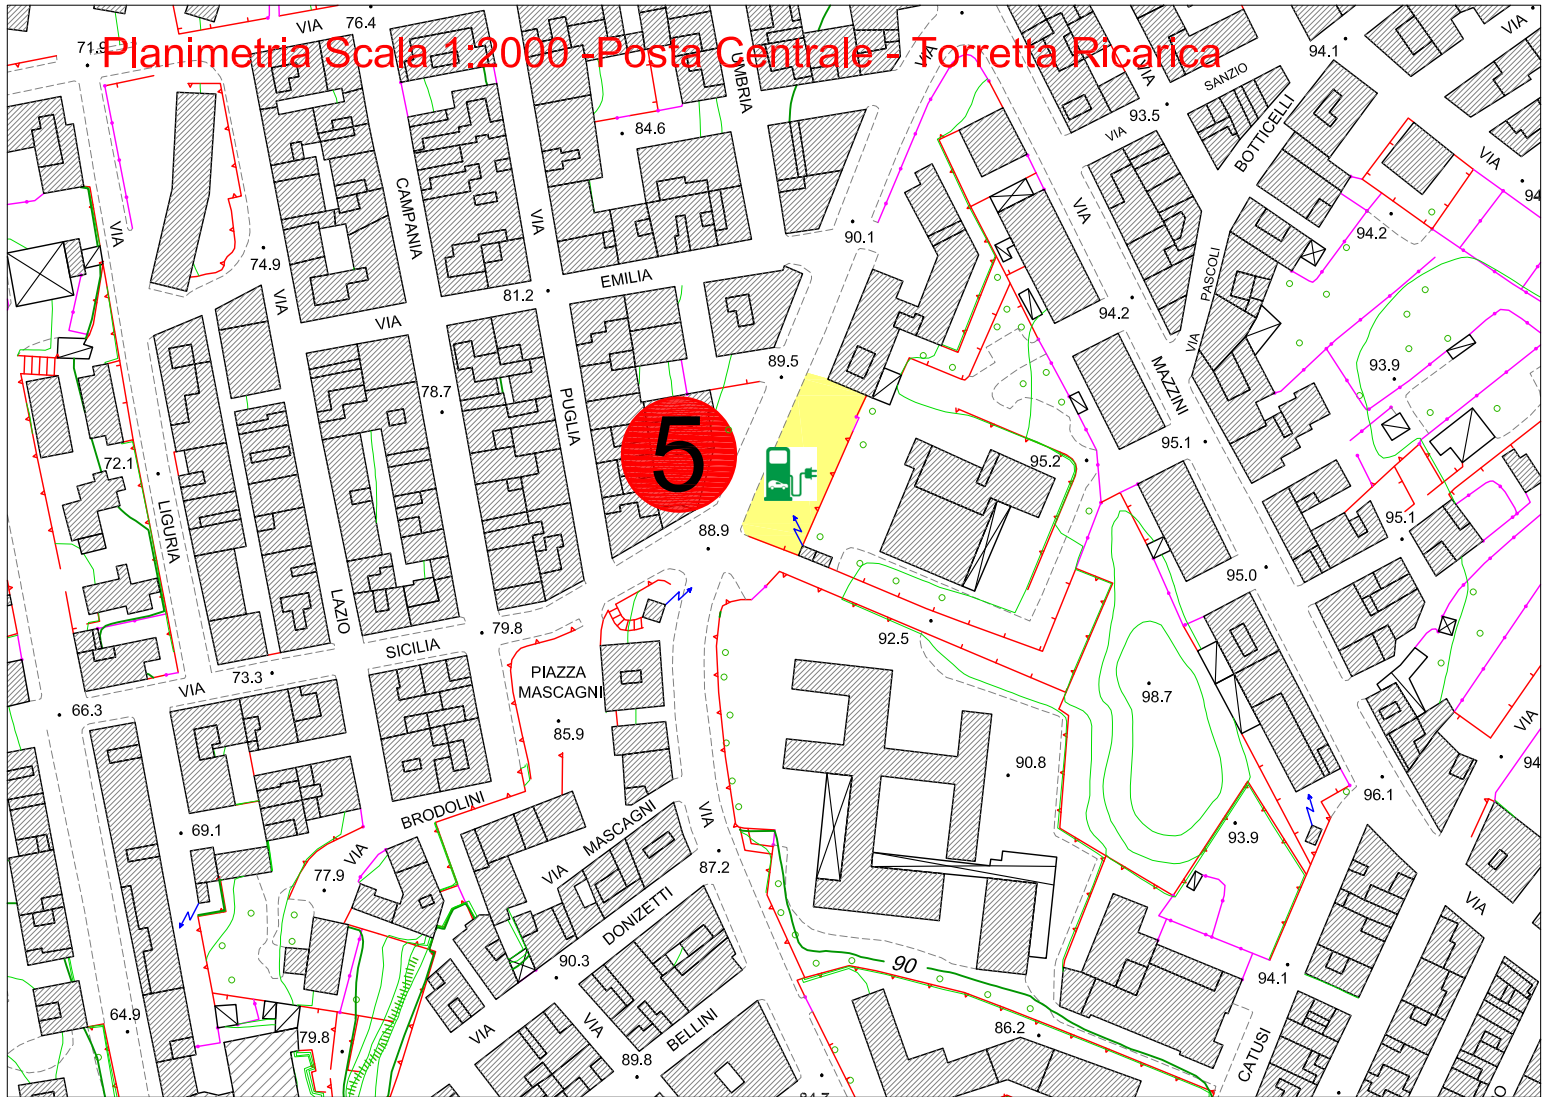 Planimetria Scala 1:2000 -Posta Centrale - Torretta Ricarica
VIA
76.4
71.9
UMBRIA
VIA
VIA
SANZIO
94.1
VIA
84.6
93.5
VIA
BOTTICELLI
VIA
CAMPANIA
VIA
VIA
VIA
94
94.2
90.1
74.9
EMILIA
81.2
VIA
VIA
PASCOLI
94.2
VIA
89.5
MAZZINI
93.9
78.7
PUGLIA
5
72.1
95.2
95.1
LIGURIA
88.9
95.1
95.0
LAZIO
79.8
92.5
SICILIA
73.3
VIA
PIAZZA
MASCAGNI
66.3
85.9
98.7
VIA
90.8
94
96.1
BRODOLINI
VIA
MASCAGNI
VIA
69.1
VIA
87.2
93.9
77.9
VIA
DONIZETTI
90.3
90
94.1
64.9
79.8
VIA
VIA
BELLINI
86.2
CATUSI
89.8
84.7
O